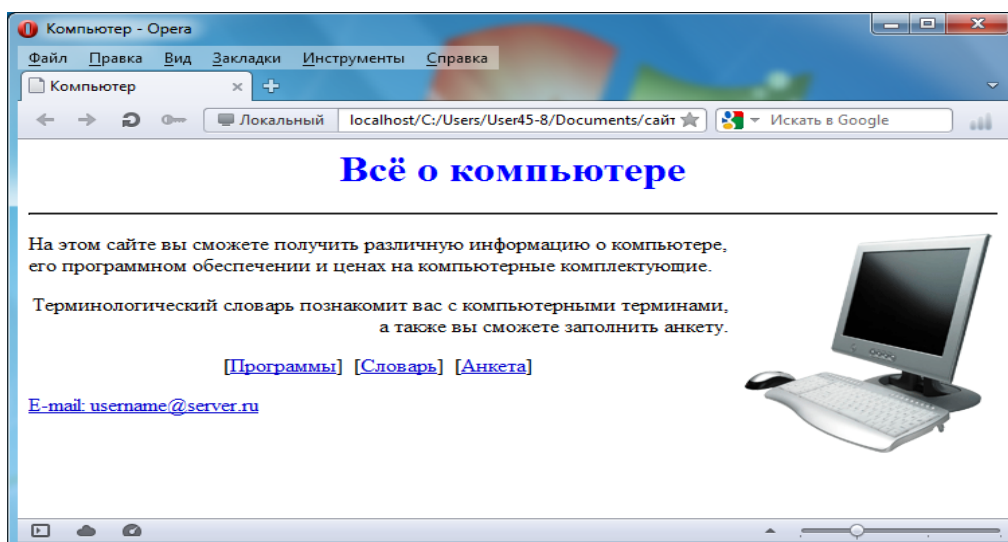 Компьютер - Opera
Файл Правка Вид Закладки Инструменты Справка
Компьютер
Локальный localhost/C:/Users/User45-8/Documents/сайт Искать в Google
Всё о компьютере
На этом сайте вы сможете получить различную информацию о компьютере,
его программном обеспечении и ценах на компьютерные комплектующие.
Терминологический словарь познакомит вас с компьютерными терминами,
а также вы сможете заполнить анкету.
[Программы] [Словарь] [Анкета]
E-mail: username@server.ru